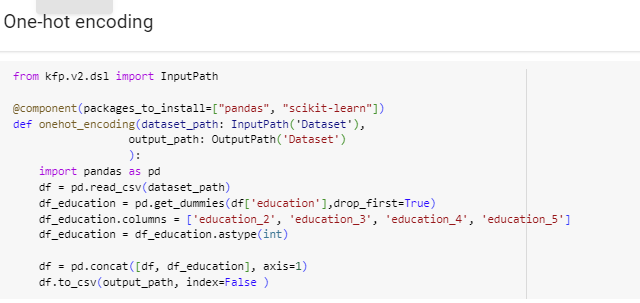 One-hot encoding
from kfp.v2.dsl import InputPath
@component(packages_to_install=["pandas", "scikit-learn"])
def onehot_encoding(dataset_path: InputPath('Dataset'),
output_path: OutputPath('Dataset')
):
import pandas as pd
df = pd.read_csv(dataset_path)
df_education = pd.get_dummies(df['education'],drop_first=True)
df_education.columns = ['education_2', 'education_3', 'education_4', 'education_5']
df_education = df_education.astype(int)
df = pd.concat([df, df_education], axis=1)
df.to_csv(output_path, index=False )